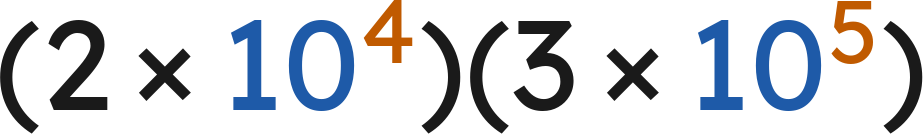 (2 × 10⁴)(3 × 10⁵)